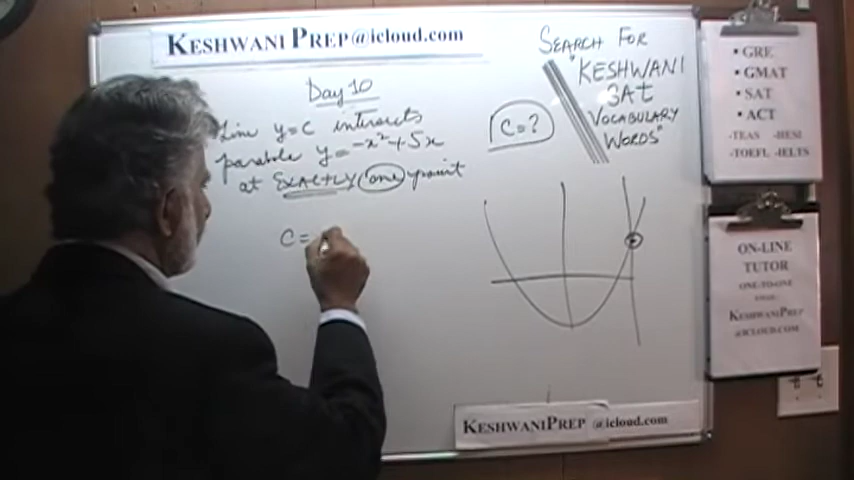 KESHWANI PREP@icloud.com
Day 10
Line y=c intersects
parabola y=-x²+5x
at EXACTLY one point
C=
C=?
SEARCH FOR
"KESHWANI
SAT
VOCABULARY
WORDS"
• GRE
• GMAT
• SAT
• ACT
-TEAS -HESI
-TOEFL -IELTS
ON-LINE
TUTOR
ONE-TO-ONE
KESHWANIPREP
@ICLOUD.COM
KESHWANIPREP @icloud.com